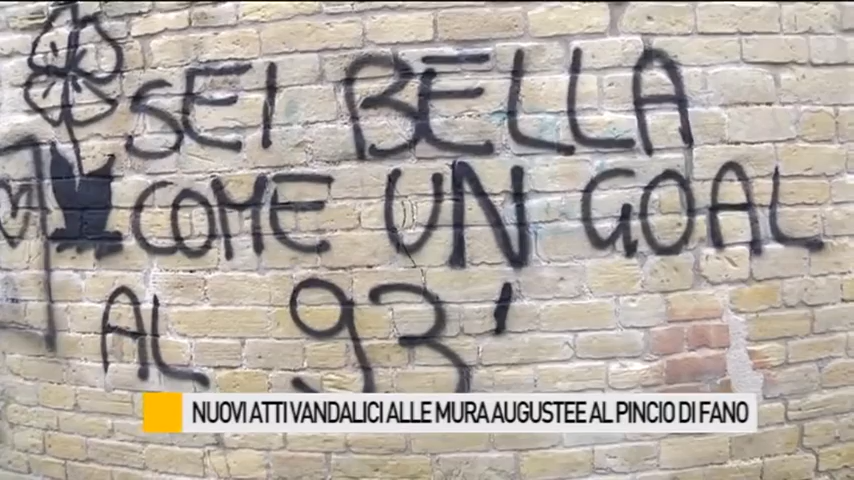 SEI BELLA
COME UN GOAL
AL 93'
NUOVI ATTI VANDALICI ALLE MURA AUGUSTEE AL PINCIO DI FANO